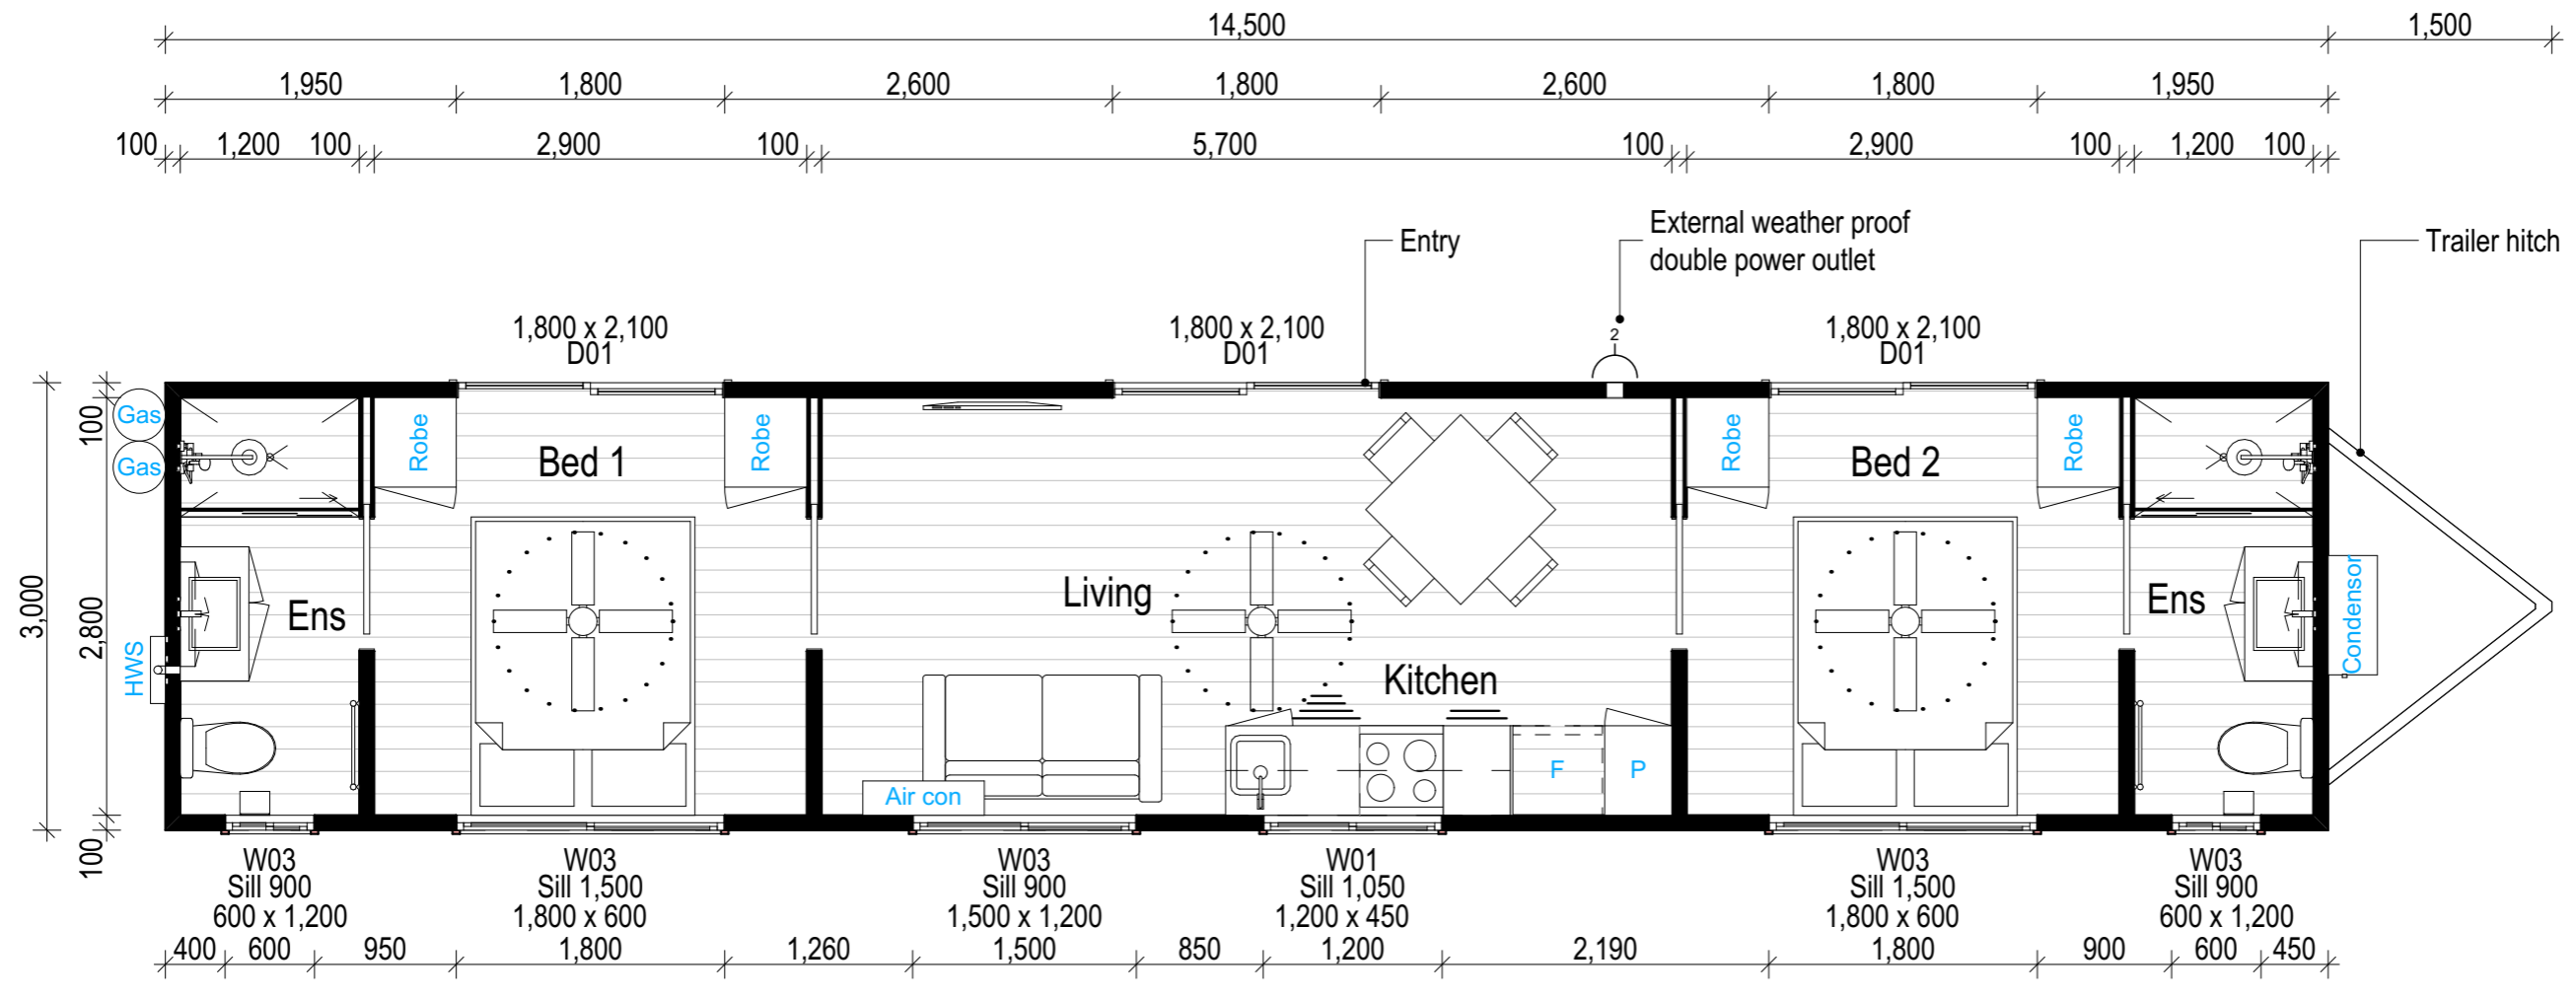 14,500
1,500
1,950
1,800
2,600
1,800
2,600
1,800
1,950
100
1,200
100
2,900
100
5,700
100
2,900
100
1,200
100
Entry
External weather proof
double power outlet
Trailer hitch
1,800 x 2,100
D01
1,800 x 2,100
D01
2
1,800 x 2,100
D01
3,000
100
2,800
100
Gas
Gas
HWS
Robe
Bed 1
Robe
Ens
Living
Kitchen
Air con
F
P
Robe
Bed 2
Robe
Ens
Condensor
W03
Sill 900
600 x 1,200
W03
Sill 1,500
1,800 x 600
W03
Sill 900
1,500 x 1,200
W01
Sill 1,050
1,200 x 450
W03
Sill 1,500
1,800 x 600
W03
Sill 900
600 x 1,200
400
600
950
1,800
1,260
1,500
850
1,200
2,190
1,800
900
600
450